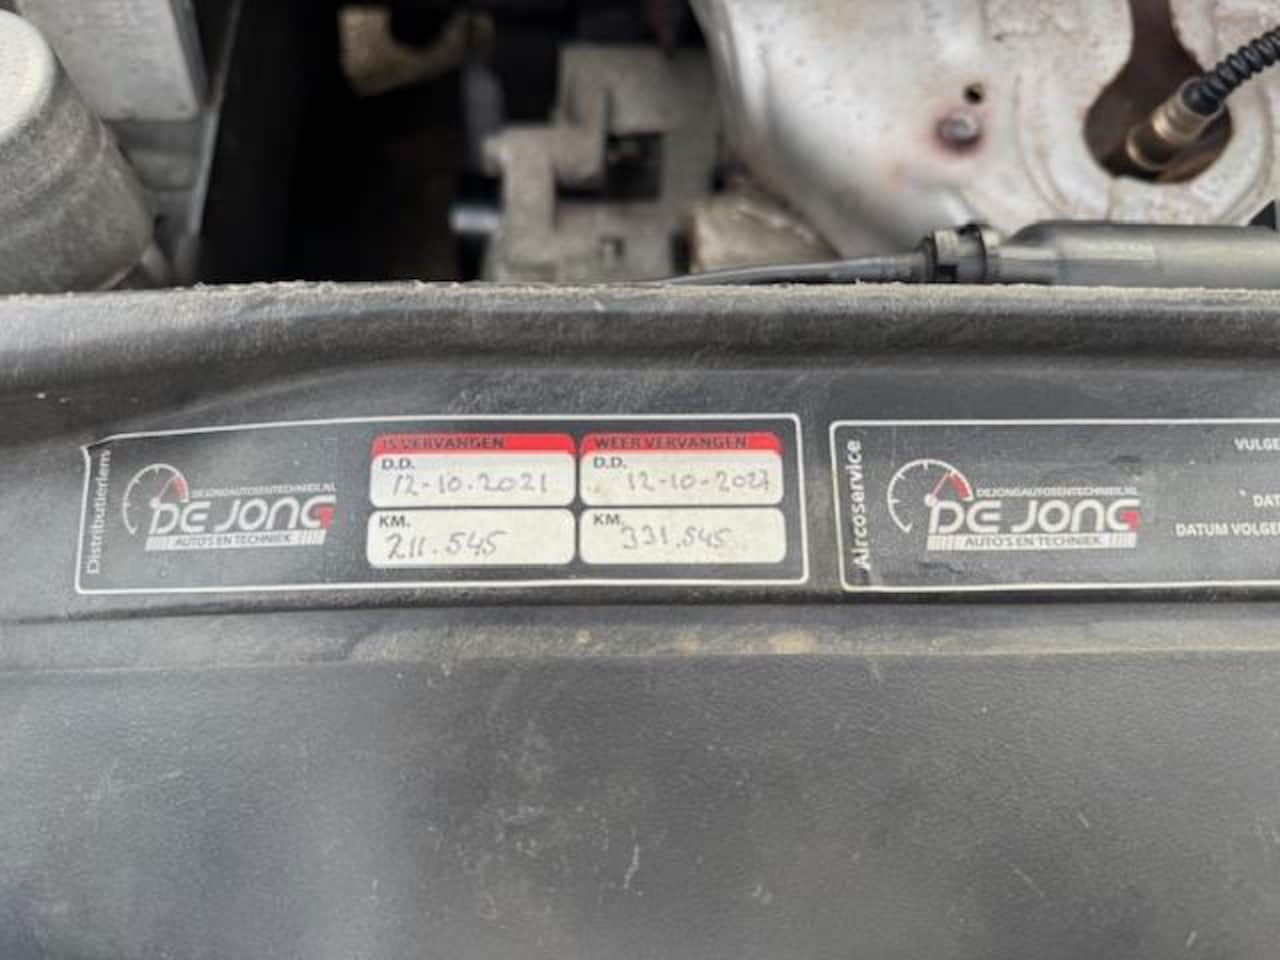 Distributieriem
DEJONGAUTOSENTECHNIEK.NL
DE JONG
AUTO'S EN TECHNIEK
IS VERVANGEN
D.D.
12-10-2021
KM.
211.545
WEER VERVANGEN
D.D.
12-10-2027
KM.
331.545
Aircoservice
DEJONGAUTOSENTECHNIEK.NL
DE JONG
AUTO'S EN TECHNIEK
VULGE
DAT
DATUM VOLGE